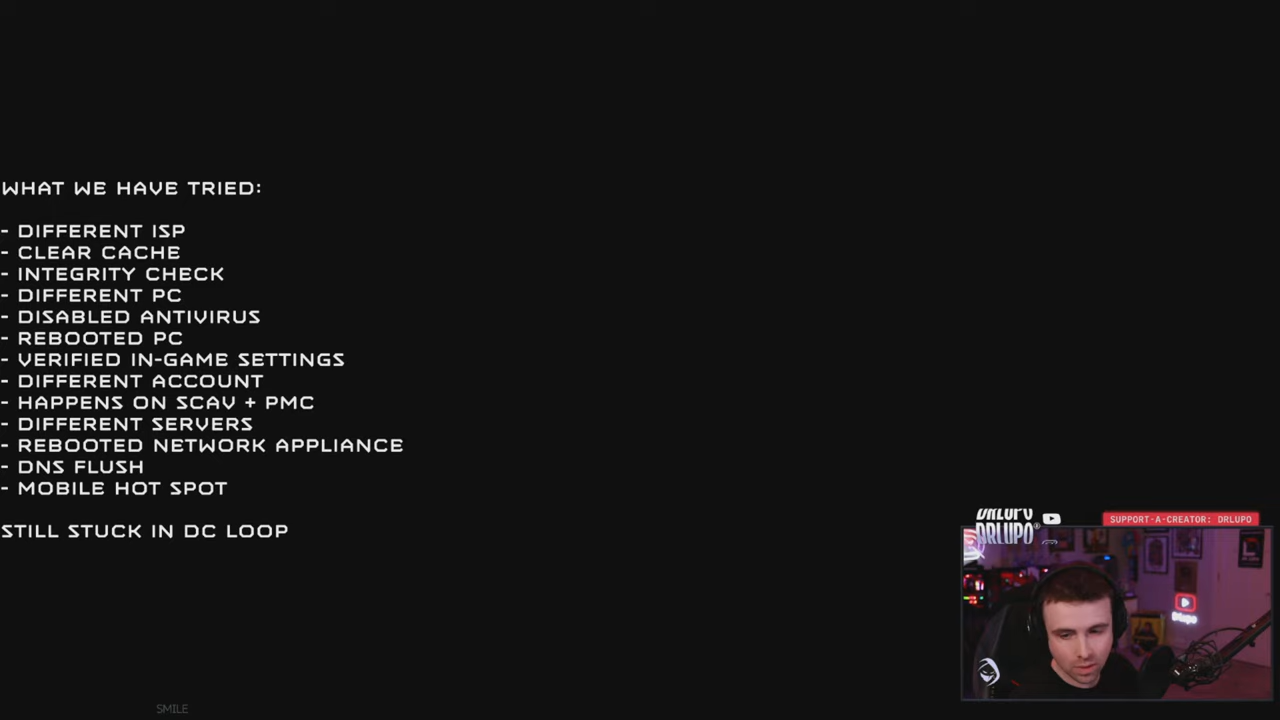 WHAT WE HAVE TRIED:
- DIFFERENT ISP
- CLEAR CACHE
- INTEGRITY CHECK
- DIFFERENT PC
- DISABLED ANTIVIRUS
- REBOOTED PC
- VERIFIED IN-GAME SETTINGS
- DIFFERENT ACCOUNT
- HAPPENS ON SCAV + PMC
- DIFFERENT SERVERS
- REBOOTED NETWORK APPLIANCE
- DNS FLUSH
- MOBILE HOT SPOT
STILL STUCK IN DC LOOP
DRLUPO
DRLUPO
SUPPORT-A-CREATOR: DRLUPO
DrLupo
SMILE